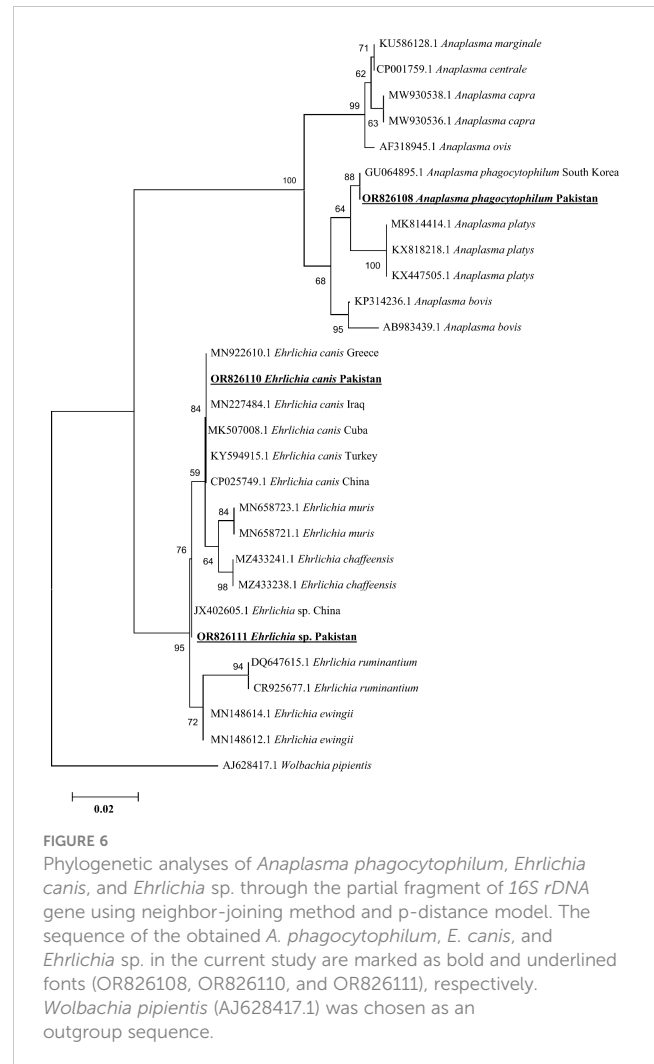 KU586128.1 Anaplasma marginale
71
CP001759.1 Anaplasma centrale
62
MW930538.1 Anaplasma capra
99
63
MW930536.1 Anaplasma capra
AF318945.1 Anaplasma ovis
GU064895.1 Anaplasma phagocytophilum South Korea
88
100
OR826108 Anaplasma phagocytophilum Pakistan
64
MK814414.1 Anaplasma platys
KX818218.1 Anaplasma platys
100
KX447505.1 Anaplasma platys
68
KP314236.1 Anaplasma bovis
95
AB983439.1 Anaplasma bovis
MN922610.1 Ehrlichia canis Greece
OR826110 Ehrlichia canis Pakistan
MN227484.1 Ehrlichia canis Iraq
84
MK507008.1 Ehrlichia canis Cuba
KY594915.1 Ehrlichia canis Turkey
59
CP025749.1 Ehrlichia canis China
84
MN658723.1 Ehrlichia muris
MN658721.1 Ehrlichia muris
76
64
MZ433241.1 Ehrlichia chaffeensis
98
MZ433238.1 Ehrlichia chaffeensis
JX402605.1 Ehrlichia sp. China
OR826111 Ehrlichia sp. Pakistan
95
94
DQ647615.1 Ehrlichia ruminantium
CR925677.1 Ehrlichia ruminantium
MN148614.1 Ehrlichia ewingii
72
MN148612.1 Ehrlichia ewingii
AJ628417.1 Wolbachia pipientis
0.02
FIGURE 6
Phylogenetic analyses of Anaplasma phagocytophilum, Ehrlichia
canis, and Ehrlichia sp. through the partial fragment of 16S rDNA
gene using neighbor-joining method and p-distance model. The
sequence of the obtained A. phagocytophilum, E. canis, and
Ehrlichia sp. in the current study are marked as bold and underlined
fonts (OR826108, OR826110, and OR826111), respectively.
Wolbachia pipientis (AJ628417.1) was chosen as an
outgroup sequence.